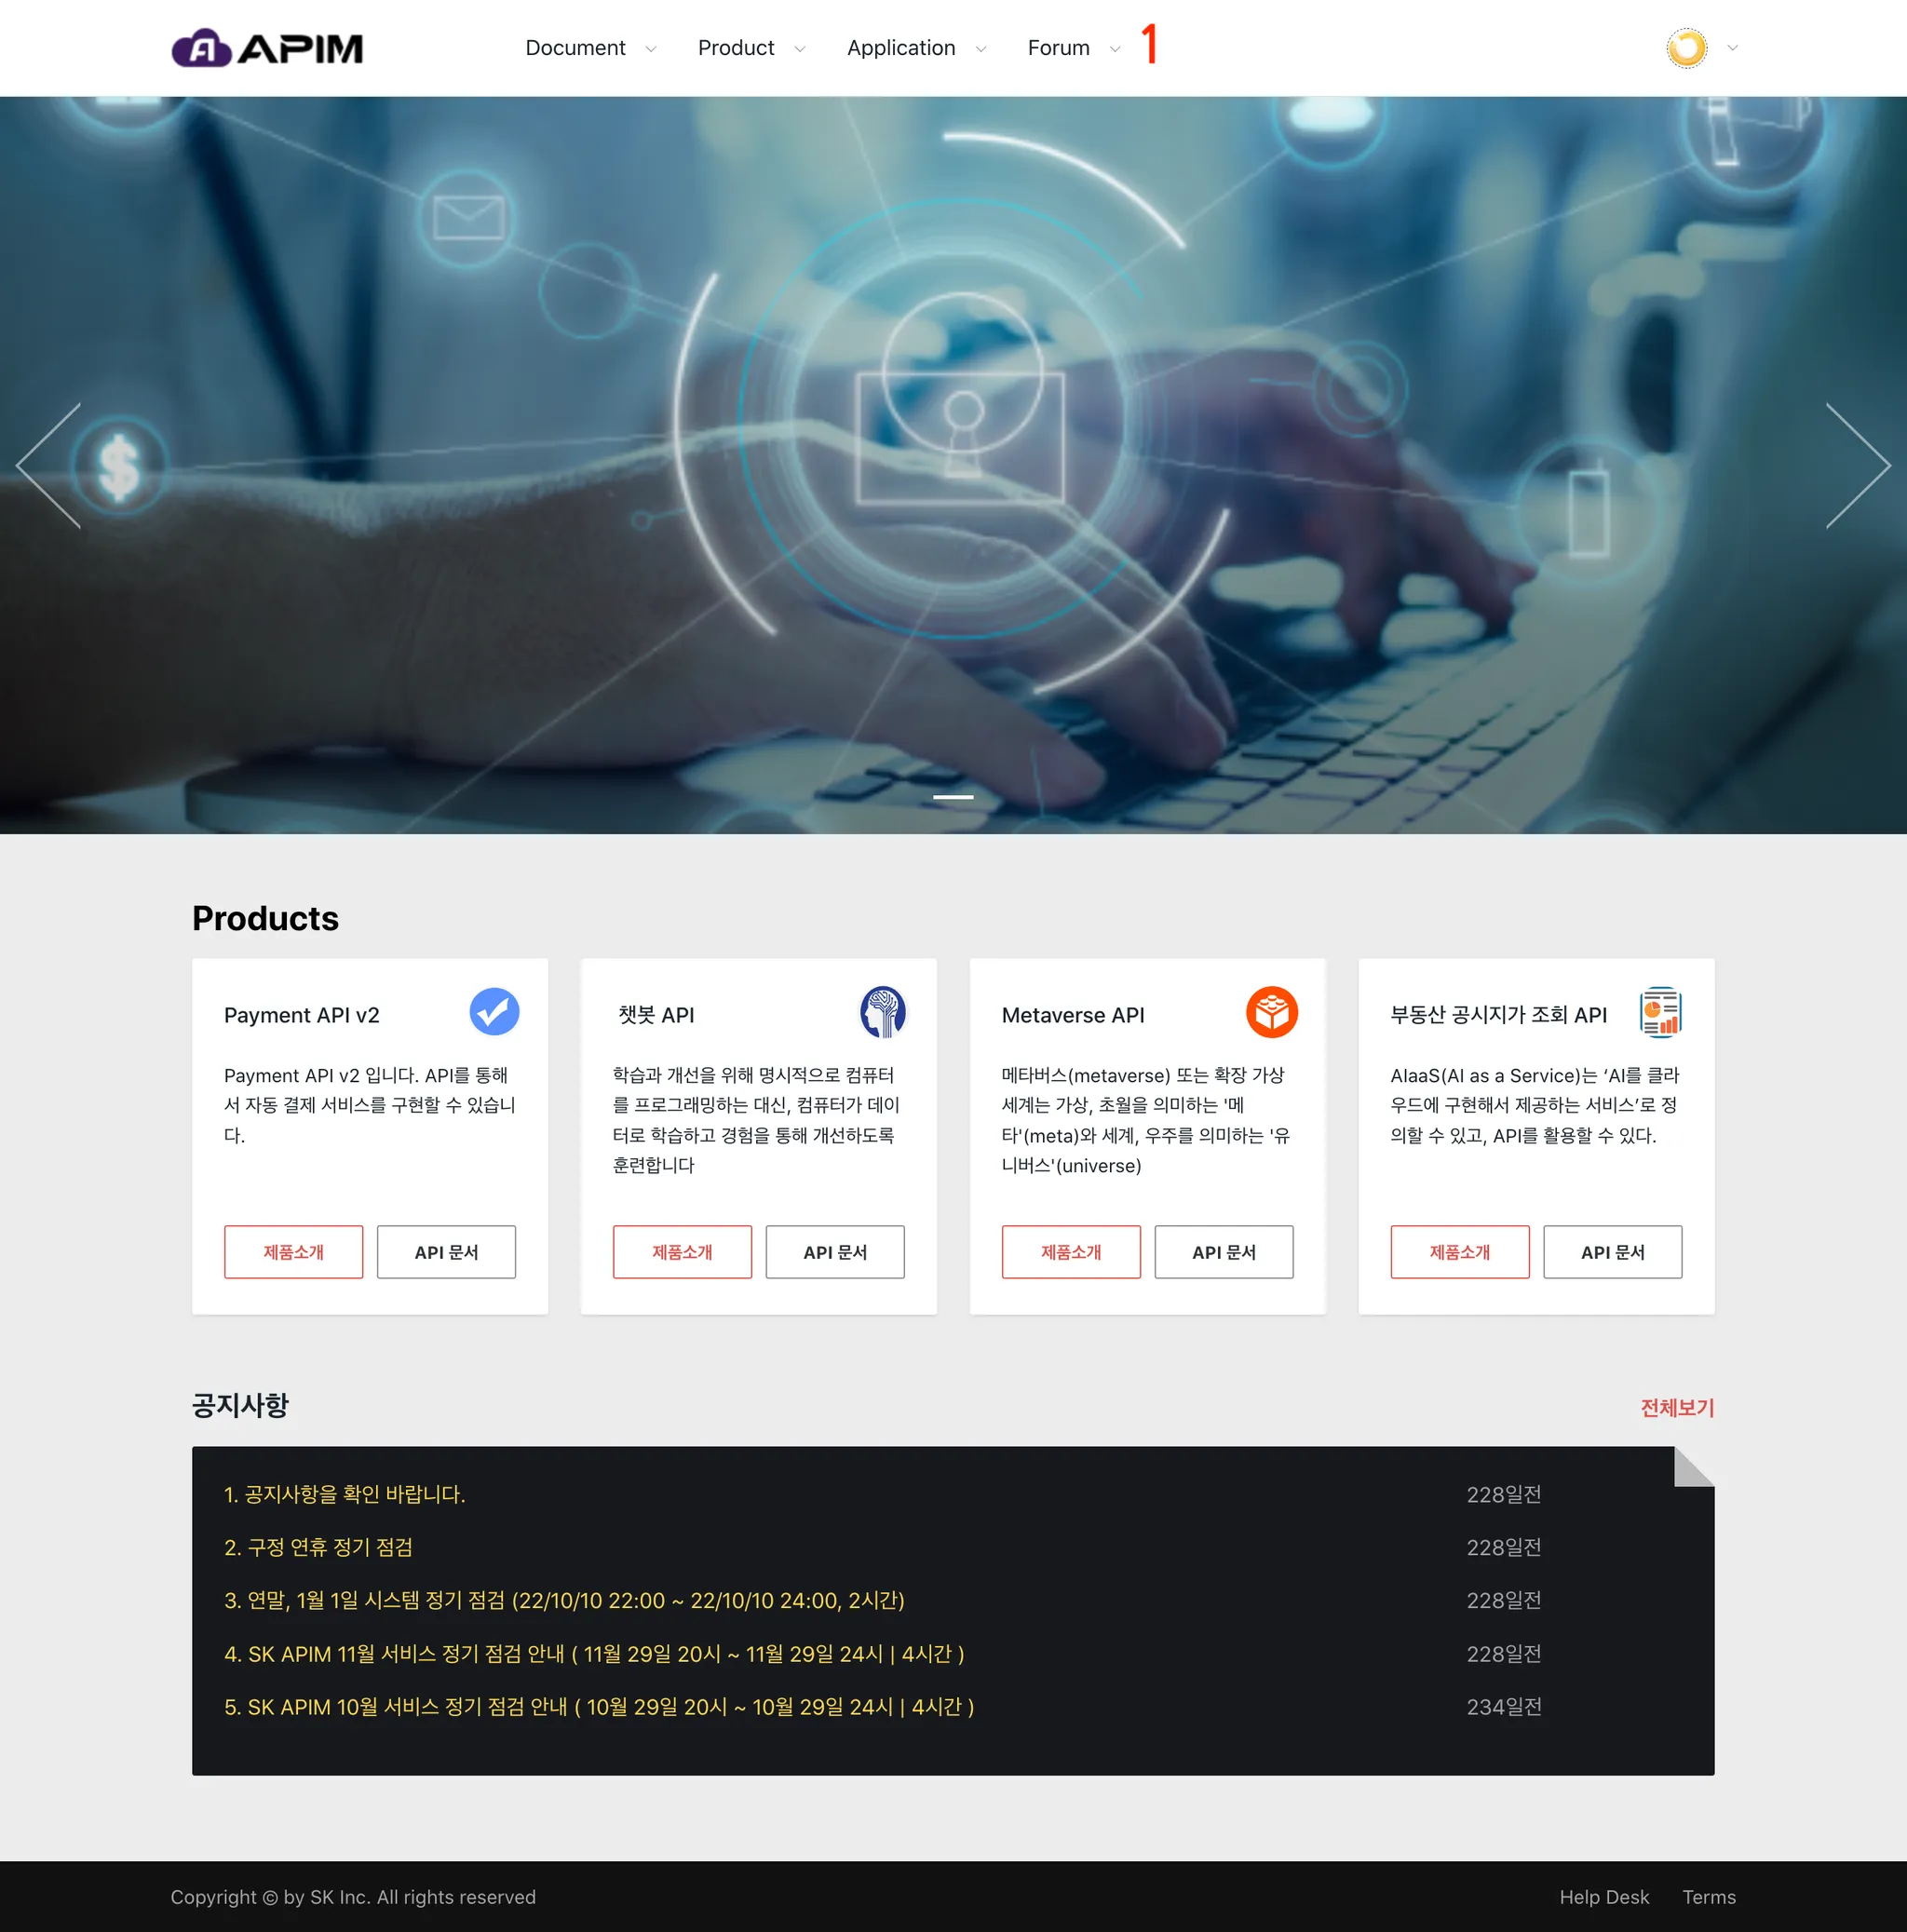 APIM
Document Product Application Forum 1
$
Products
Payment API v2
Payment API v2 입니다. API를 통해
서 자동 결제 서비스를 구현할 수 있습니
다.
제품소개 API 문서
챗봇 API
학습과 개선을 위해 명시적으로 컴퓨터
를 프로그래밍하는 대신, 컴퓨터가 데이
터로 학습하고 경험을 통해 개선하도록
훈련합니다
제품소개 API 문서
Metaverse API
메타버스(metaverse) 또는 확장 가상
세계는 가상, 초월을 의미하는 '메
타'(meta)와 세계, 우주를 의미하는 '유
니버스'(universe)
제품소개 API 문서
부동산 공시지가 조회 API
AIaaS(AI as a Service)는 ‘AI를 클라
우드에 구현해서 제공하는 서비스’로 정
의할 수 있고, API를 활용할 수 있다.
제품소개 API 문서
공지사항 전체보기
1. 공지사항을 확인 바랍니다. 228일전
2. 구정 연휴 정기 점검 228일전
3. 연말, 1월 1일 시스템 정기 점검 (22/10/10 22:00 ~ 22/10/10 24:00, 2시간) 228일전
4. SK APIM 11월 서비스 정기 점검 안내 ( 11월 29일 20시 ~ 11월 29일 24시 | 4시간 ) 228일전
5. SK APIM 10월 서비스 정기 점검 안내 ( 10월 29일 20시 ~ 10월 29일 24시 | 4시간 ) 234일전
Copyright © by SK Inc. All rights reserved Help Desk Terms